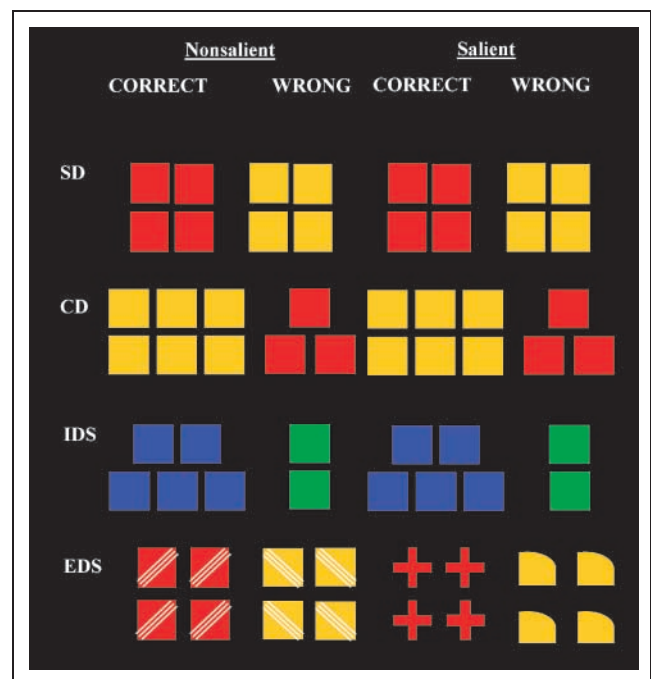 Nonsalient Salient
CORRECT WRONG CORRECT WRONG
SD
CD
IDS
EDS